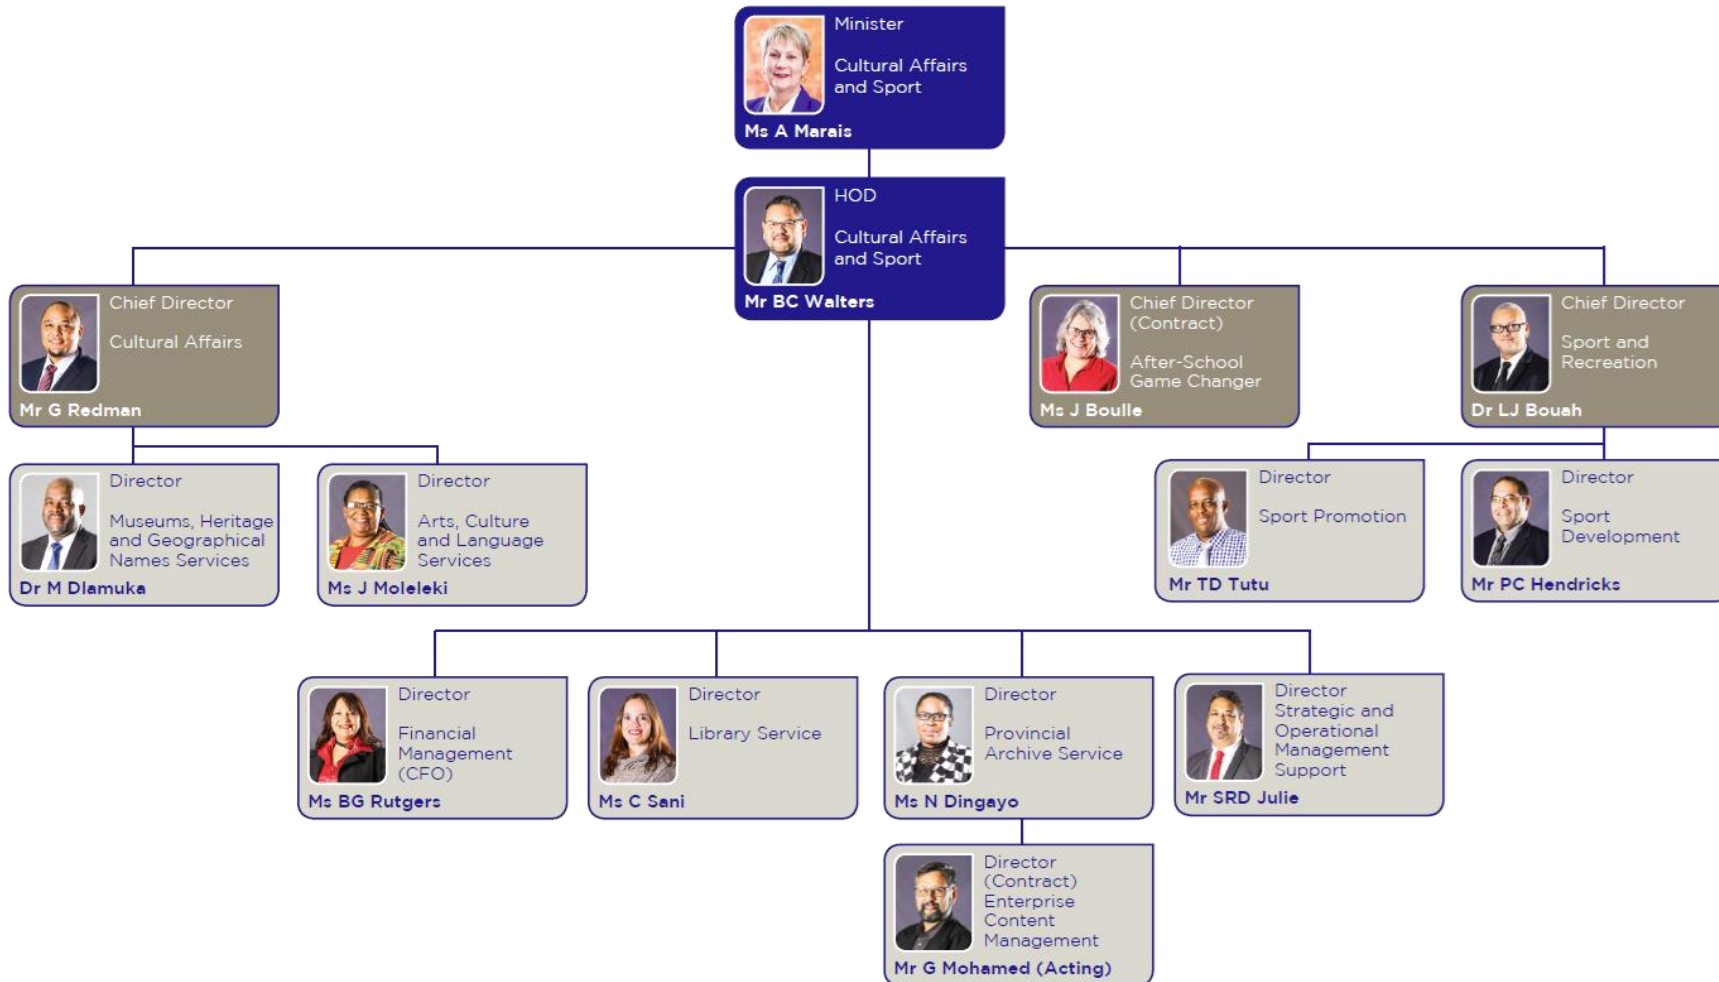 Minister
Cultural Affairs
and Sport
Ms A Marais
HOD
Cultural Affairs
and Sport
Mr BC Walters
Chief Director
Cultural Affairs
Mr G Redman
Chief Director
(Contract)
After-School
Game Changer
Ms J Boulle
Chief Director
Sport and
Recreation
Dr LJ Bouah
Director
Museums, Heritage
and Geographical
Names Services
Dr M Dlamuka
Director
Arts, Culture
and Language
Services
Ms J Moleleki
Director
Sport Promotion
Mr TD Tutu
Director
Sport
Development
Mr PC Hendricks
Director
Financial
Management
(CFO)
Ms BG Rutgers
Director
Library Service
Ms C Sani
Director
Provincial
Archive Service
Ms N Dingayo
Director
Strategic and
Operational
Management
Support
Mr SRD Julie
Director
(Contract)
Enterprise
Content
Management
Mr G Mohamed (Acting)